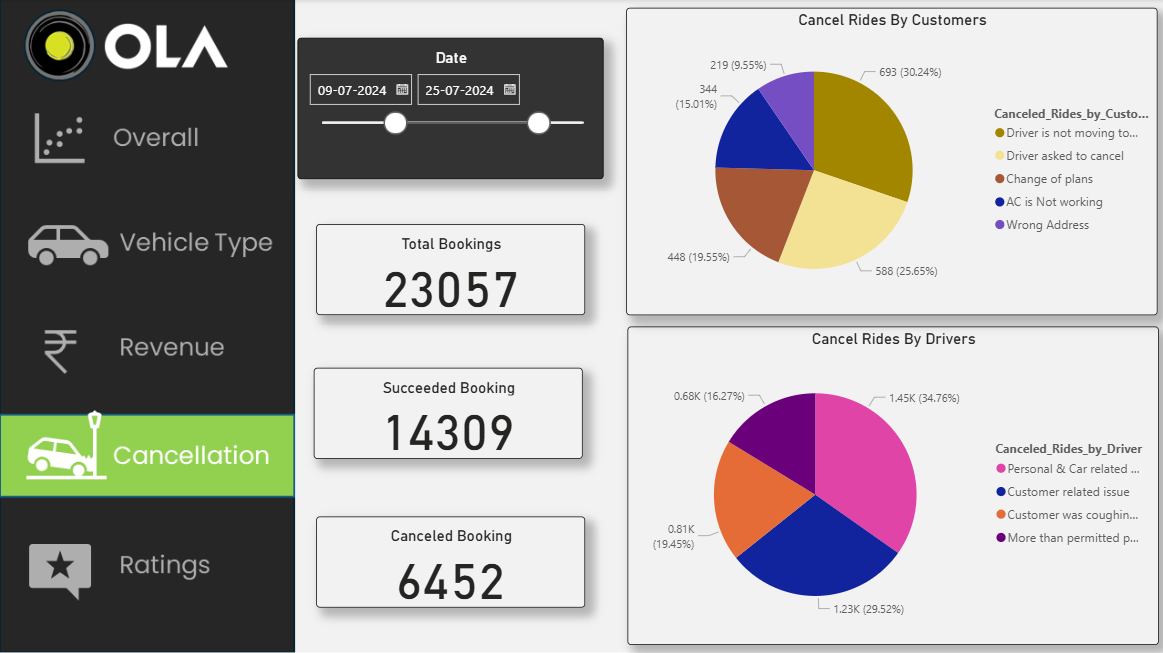 OLA
Overall
Vehicle Type
Revenue
Cancellation
Ratings
Date
09-07-2024
25-07-2024
Total Bookings
23057
Succeeded Booking
14309
Canceled Booking
6452
Cancel Rides By Customers
219 (9.55%)
693 (30.24%)
344
(15.01%)
448 (19.55%)
588 (25.65%)
Canceled_Rides_by_Custo...
Driver is not moving to...
Driver asked to cancel
Change of plans
AC is Not working
Wrong Address
Cancel Rides By Drivers
0.68K (16.27%)
1.45K (34.76%)
0.81K
(19.45%)
1.23K (29.52%)
Canceled_Rides_by_Driver
Personal & Car related ...
Customer related issue
Customer was coughin...
More than permitted p...